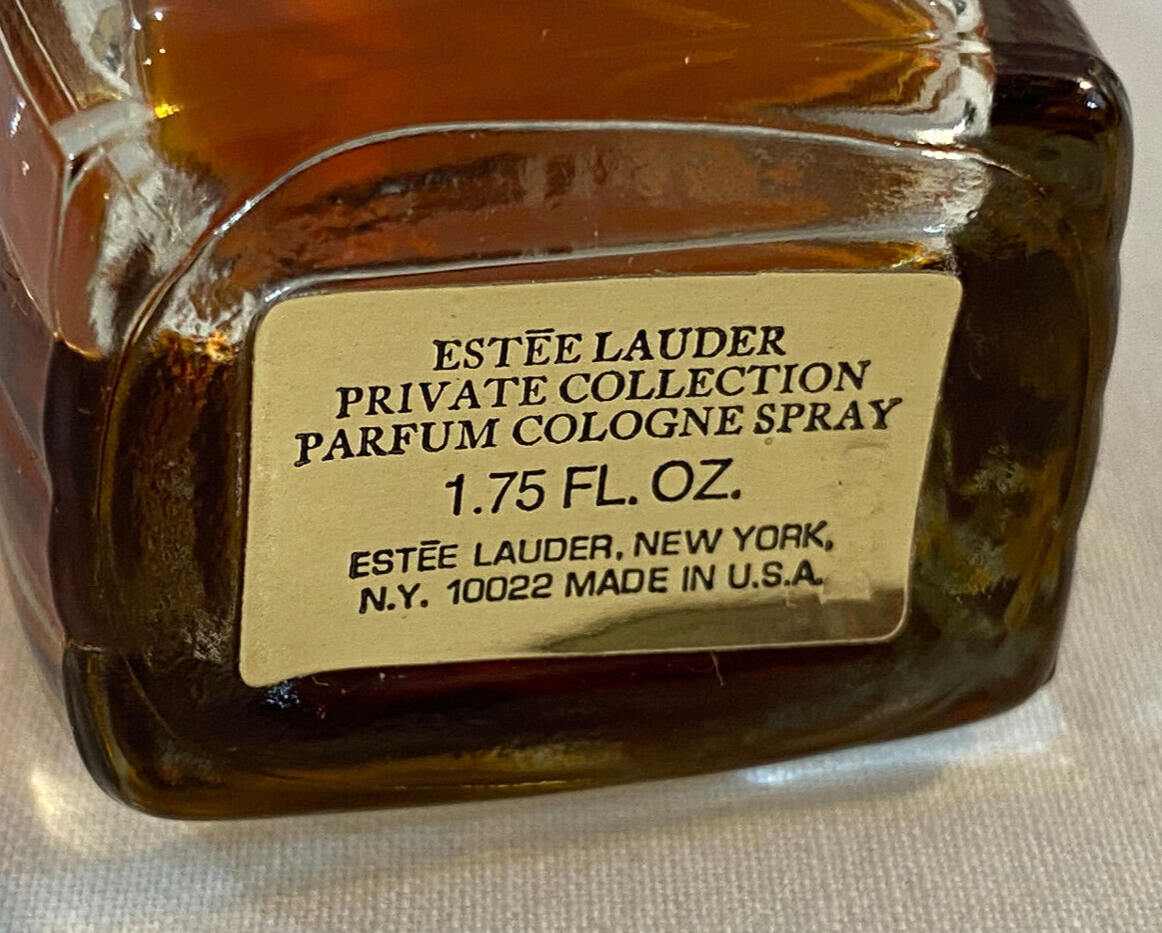 ESTĒE LAUDER
PRIVATE COLLECTION
PARFUM COLOGNE SPRAY
1.75 FL. OZ.
ESTĒE LAUDER, NEW YORK,
N.Y. 10022 MADE IN U.S.A.